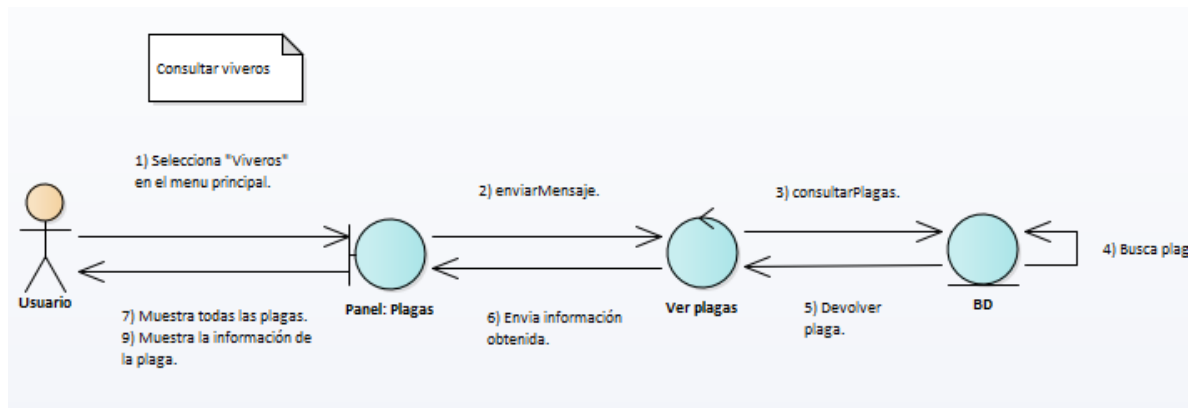 Consultar viveros
1) Selecciona "Viveros"
en el menu principal.
2) enviarMensaje.
3) consultarPlagas.
4) Busca plag
Usuario
Panel: Plagas
Ver plagas
BD
7) Muestra todas las plagas.
9) Muestra la información de
la plaga.
6) Envia información
obtenida.
5) Devolver
plaga.